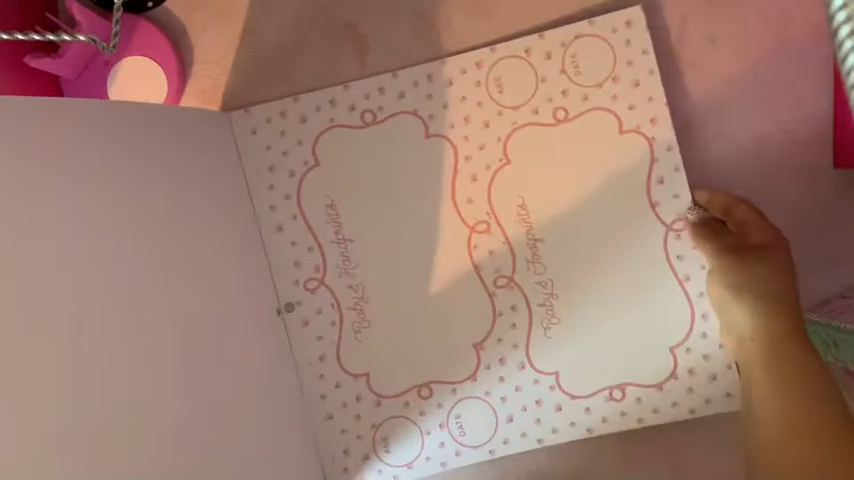 AGE
DATE
Baby's Handprints
Baby's Footprints
AGE
DATE